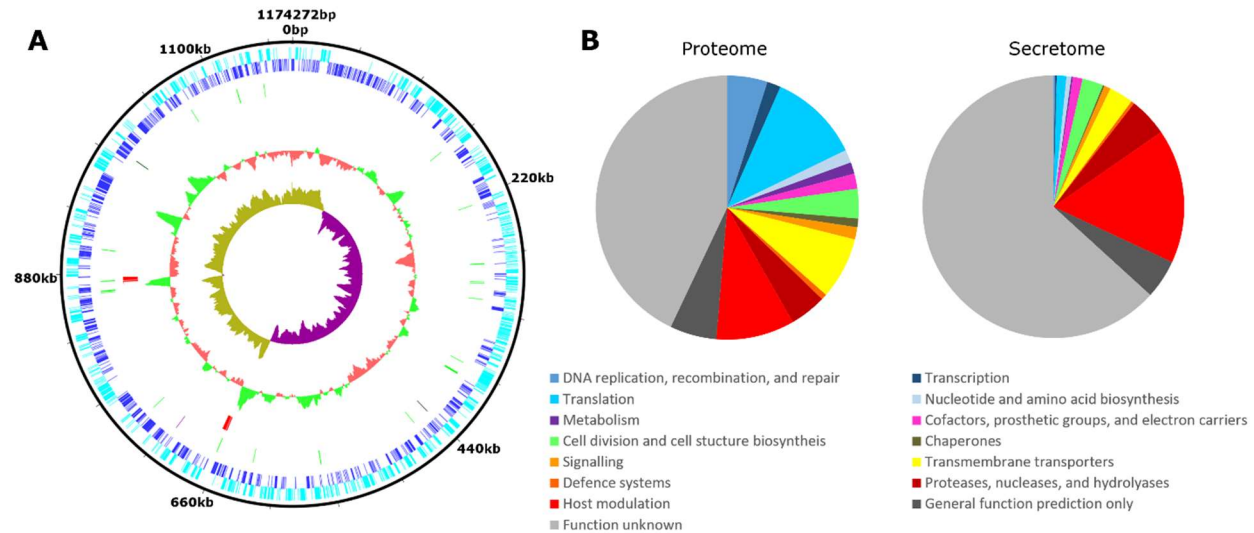 A
1174272bp
0bp
1100kb
220kb
880kb
440kb
660kb
B
Proteome
Secretome
DNA replication, recombination, and repair
Translation
Metabolism
Cell division and cell stucture biosyntheis
Signalling
Defence systems
Host modulation
Function unknown
Transcription
Nucleotide and amino acid biosynthesis
Cofactors, prosthetic groups, and electron carriers
Chaperones
Transmembrane transporters
Proteases, nucleases, and hydrolyases
General function prediction only